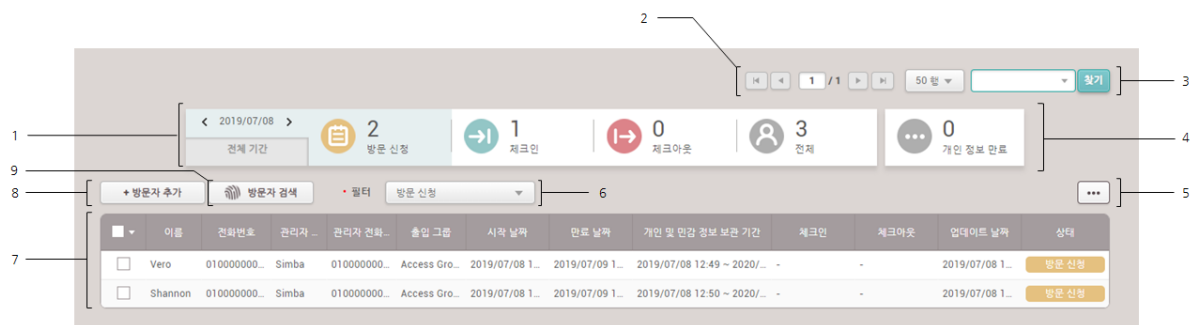 2
1 / 1 50 행 찾기 3
2019/07/08
전체 기간
2
방문 신청
1
체크인
0
체크아웃
3
전체
0
개인 정보 만료
1
4
9
8 + 방문자 추가 방문자 검색 • 필터 방문 신청 6 ••• 5
이름 전화번호 관리자 ... 관리자 전화... 출입 그룹 시작 날짜 만료 날짜 개인 및 민감 정보 보관 기간 체크인 체크아웃 업데이트 날짜 상태
7
Vero 010000000... Simba 010000000... Access Gro... 2019/07/08 1... 2019/07/09 1... 2019/07/08 12:49 ~ 2020/... - - 2019/07/08 1... 방문 신청
Shannon 010000000... Simba 010000000... Access Gro... 2019/07/08 1... 2019/07/09 1... 2019/07/08 12:50 ~ 2020/... - - 2019/07/08 1... 방문 신청